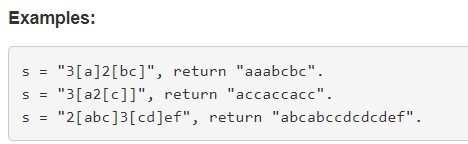 Examples:
s = "3[a]2[bc]", return "aaabcbc".
s = "3[a2[c]]", return "accaccacc".
s = "2[abc]3[cd]ef", return "abcabccdcdcdef".